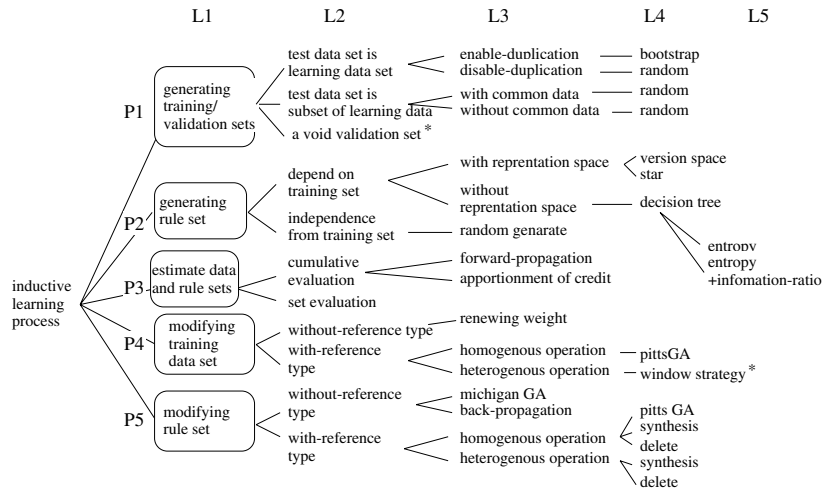 L1 L2 L3 L4 L5
test data set is
learning data set
enable-duplication
disable-duplication
bootstrap
random
P1
generating
training/
validation sets
test data set is
subset of learning data
with common data
without common data
random
random
a void validation set *
depend on
training set
with reprentation space
version space
star
P2
generating
rule set
without
reprentation space
decision tree
independence
from training set
random genarate
entropy
entropy
+infomation-ratio
inductive
learning
process
P3
estimate data
and rule sets
cumulative
evaluation
forward-propagation
apportionment of credit
set evaluation
P4
modifying
training
data set
without-reference type
renewing weight
with-reference
type
homogenous operation
heterogenous operation
pittsGA
window strategy *
P5
modifying
rule set
without-reference
type
michigan GA
back-propagation
with-reference
type
homogenous operation
heterogenous operation
pitts GA
synthesis
delete
synthesis
delete